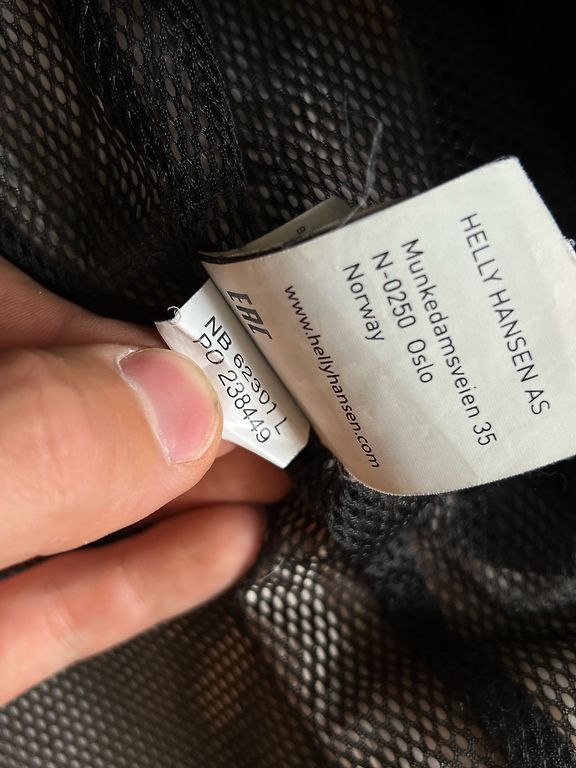 HELLY HANSEN AS
Munkedamsveien 35
N-0250 Oslo
Norway
www.hellyhansen.com
EAC
NB 62301 L
PO 238449